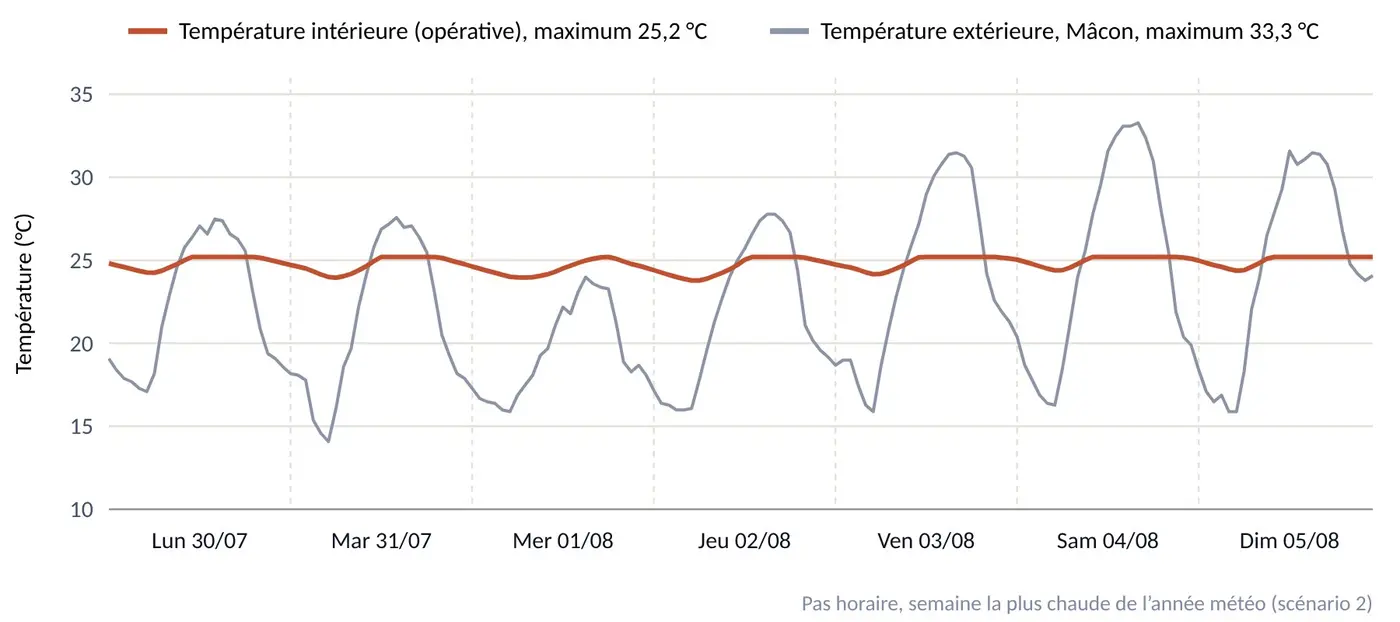 Température intérieure (opérative), maximum 25,2 °C
Température extérieure, Mâcon, maximum 33,3 °C
Température (°C)
35
30
25
20
15
10
Lun 30/07
Mar 31/07
Mer 01/08
Jeu 02/08
Ven 03/08
Sam 04/08
Dim 05/08
Pas horaire, semaine la plus chaude de l’année météo (scénario 2)